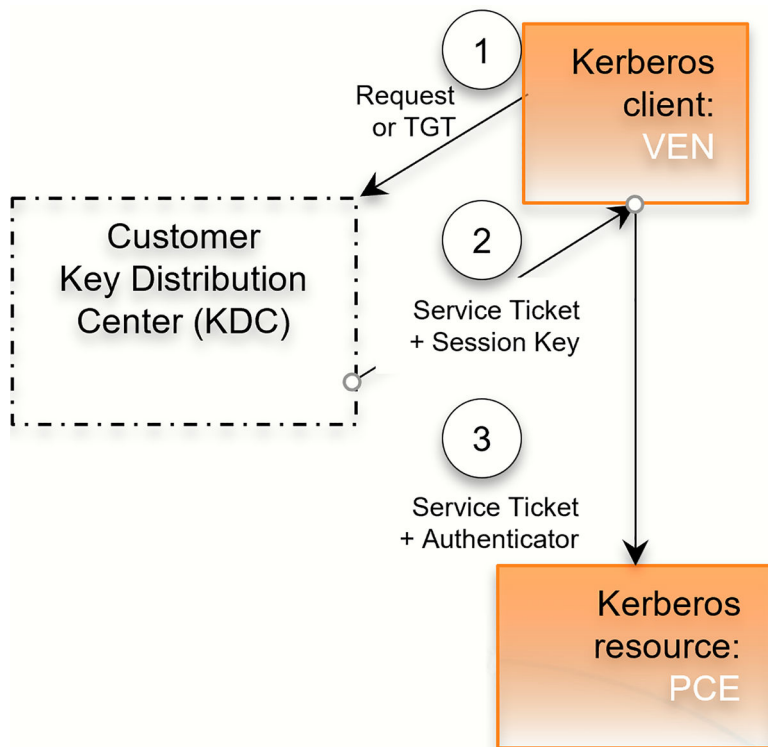 1
Kerberos
client:
VEN
Request
or TGT
Customer
Key Distribution
Center (KDC)
2
Service Ticket
+ Session Key
3
Service Ticket
+ Authenticator
Kerberos
resource:
PCE